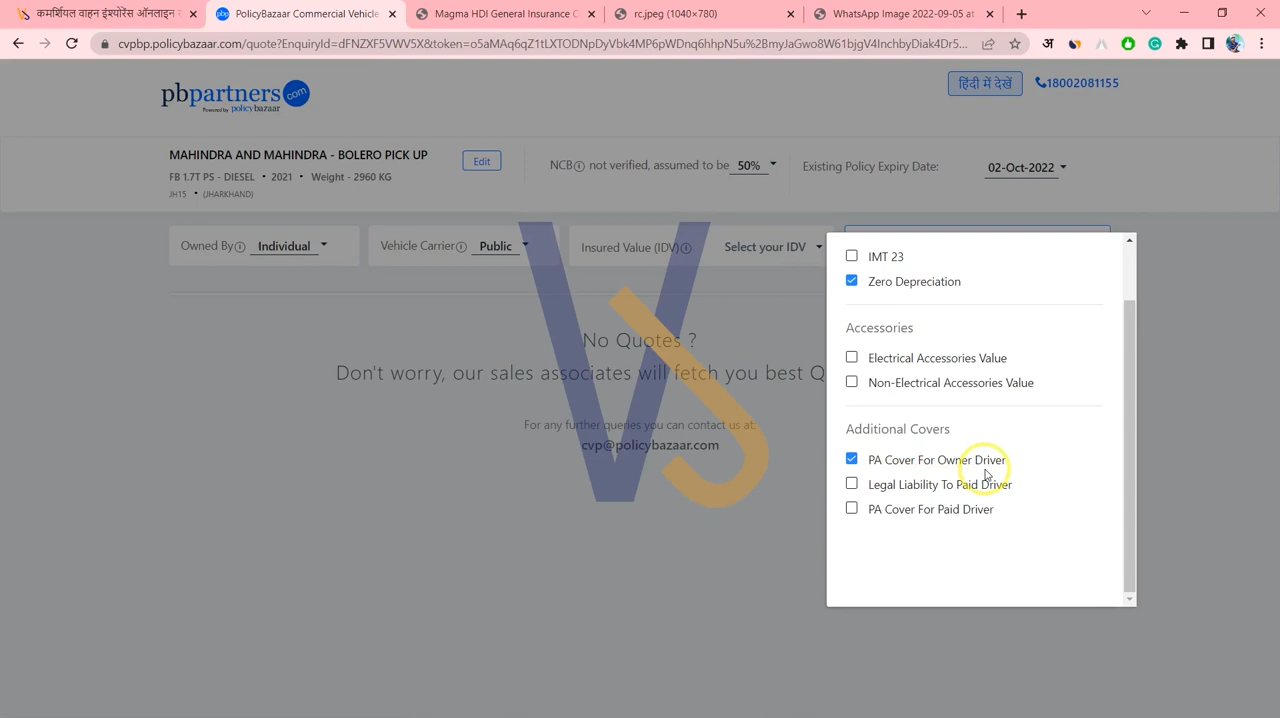 कमर्शियल वाहन इंश्योरेंस ऑनलाइन
PolicyBazaar Commercial Vehicle
Magma HDI General Insurance C
rc.jpeg (1040×780)
WhatsApp Image 2022-09-05 at
cvpbp.policybazaar.com/quote?EnquiryId=dFNZXF5VWV5X&token=o5aMAq6qZ1tLXTODNpDyVbk4MP6pWDnq6hhpN5u%2BmyJaGwo8W61bjgV4InchbyDiak4Dr5...
अ
pbpartners.com
Powered by policybazaar
हिंदी में देखें
18002081155
MAHINDRA AND MAHINDRA - BOLERO PICK UP
Edit
NCB not verified, assumed to be 50%
Existing Policy Expiry Date: 02-Oct-2022
FB 1.7T PS - DIESEL • 2021 • Weight - 2960 KG
JH15 • (JHARKHAND)
Owned By Individual
Vehicle Carrier Public
Insured Value (IDV) Select your IDV
IMT 23
Zero Depreciation
Accessories
Electrical Accessories Value
Non-Electrical Accessories Value
Additional Covers
PA Cover For Owner Driver
Legal Liability To Paid Driver
PA Cover For Paid Driver
No Quotes ?
Don't worry, our sales associates will fetch you best Q
For any further queries you can contact us at:
cvp@policybazaar.com
VJ